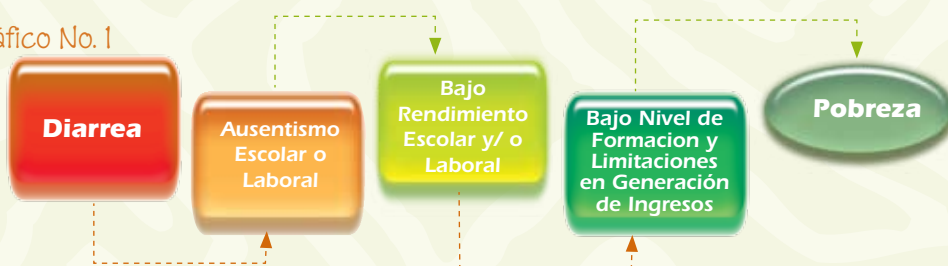 áfico No. 1
Diarrea
Ausentismo
Escolar o
Laboral
Bajo
Rendimiento
Escolar y/ o
Laboral
Bajo Nivel de
Formacion y
Limitaciones
en Generación
de Ingresos
Pobreza